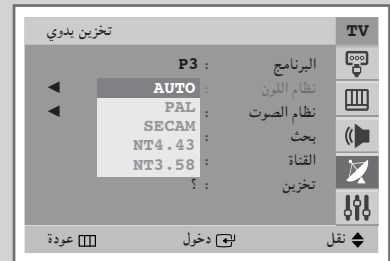 TV
تخزين يدوي
البرنامج : P3
نظام اللون : AUTO
نظام الصوت : PAL
SECAM
بحث : NT4.43
القناة : NT3.58
تخزين : ؟
نقل دخول عودة